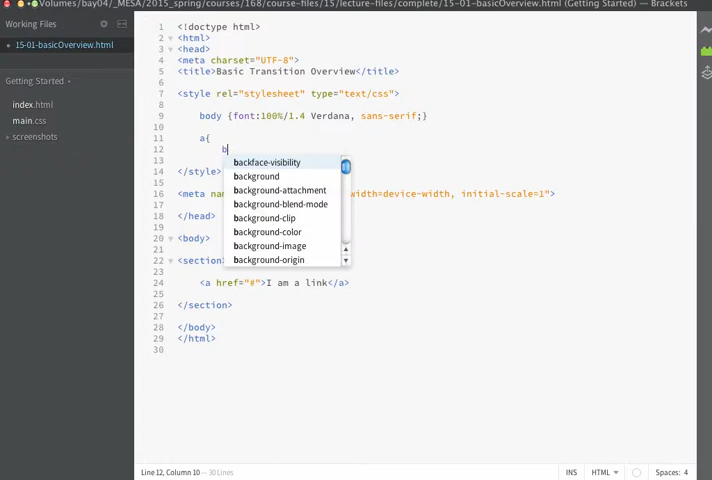 Volumes/bay04/_MESA/2015_spring/courses/168/course-files/15/lecture-files/complete/15-01-basicOverview.html (Getting Started) — Brackets
Working Files
15-01-basicOverview.html
Getting Started
index.html
main.css
screenshots
1 <!doctype html>
2 <html>
3 <head>
4 <meta charset="UTF-8">
5 <title>Basic Transition Overview</title>
6
7 <style rel="stylesheet" type="text/css">
8
9 body {font:100%/1.4 Verdana, sans-serif;}
10
11 a{
12 b
backface-visibility
background
background-attachment
background-blend-mode
background-clip
background-color
background-image
background-origin
13
14 </style>
15
16 <meta na width=device-width, initial-scale=1">
17
18 </head>
19
20 <body>
21
22 <section
23
24 <a href="#">I am a link</a>
25
26 </section>
27
28 </body>
29 </html>
30
Line 12, Column 10 — 30 Lines
INS
HTML
Spaces: 4